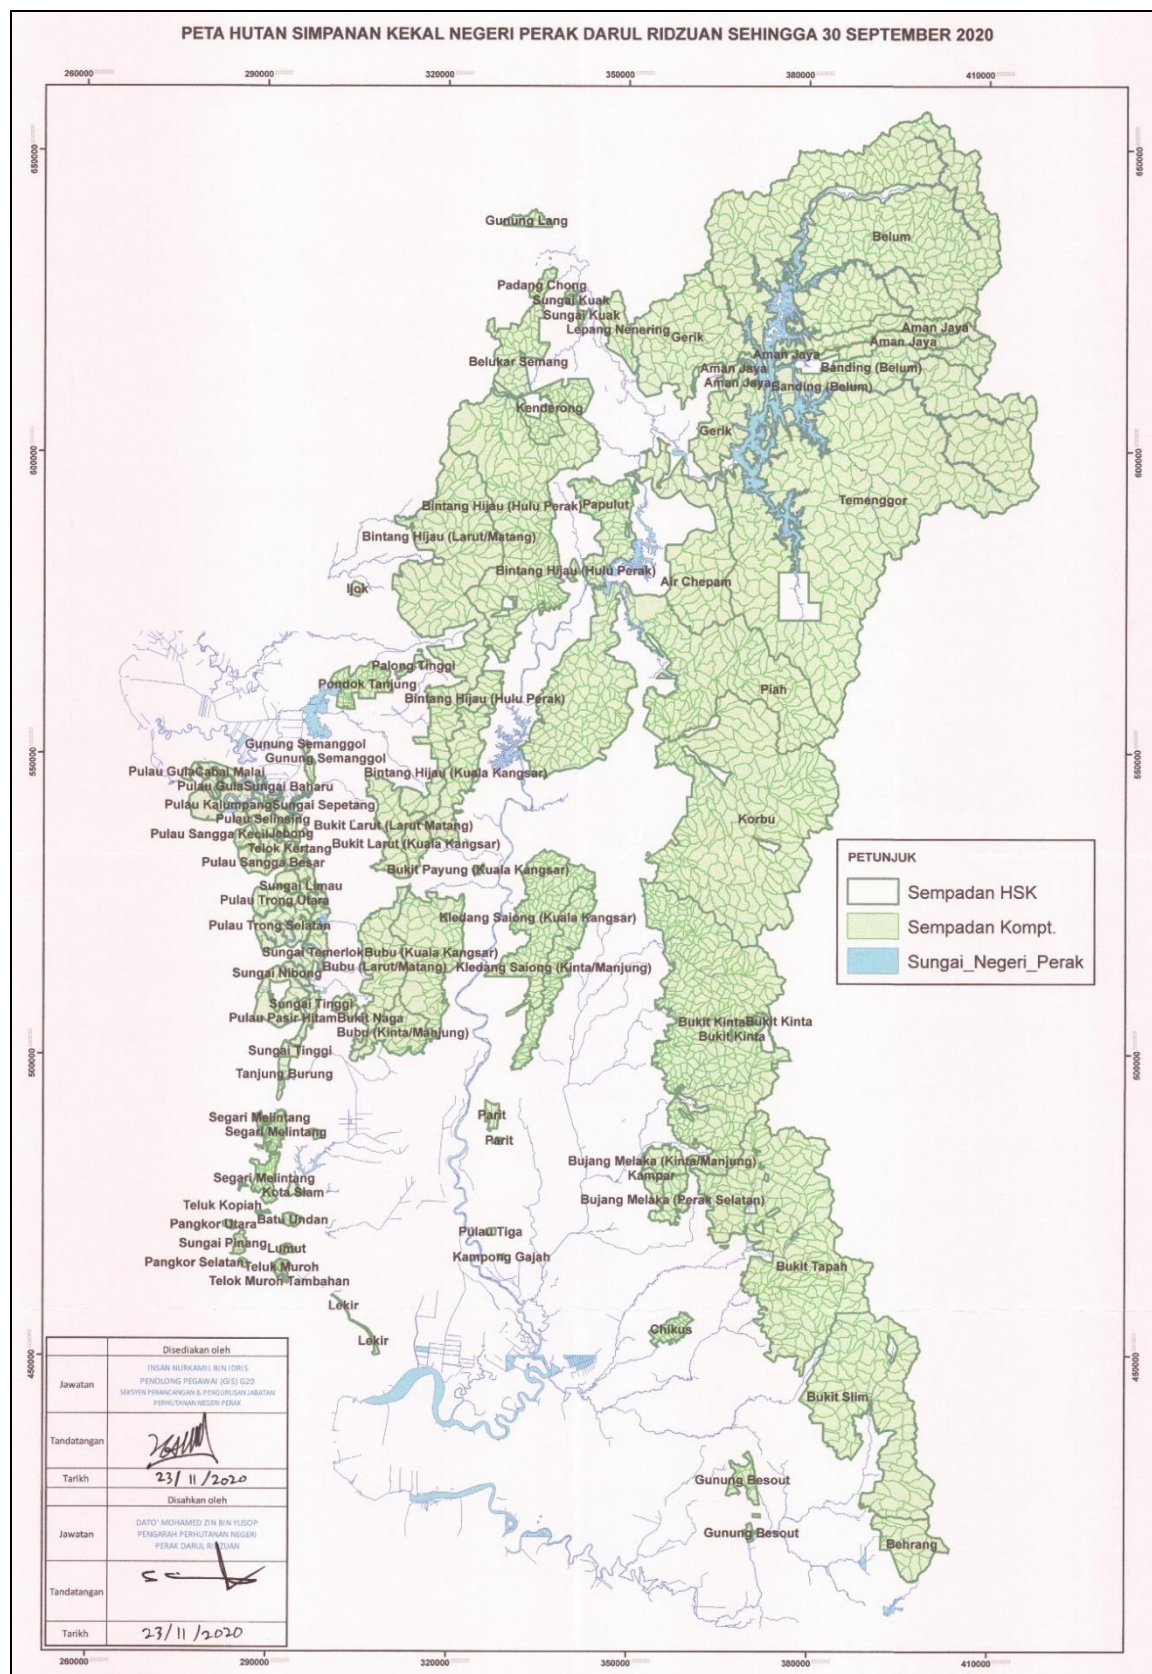 PETA HUTAN SIMPANAN KEKAL NEGERI PERAK DARUL RIDZUAN SEHINGGA 30 SEPTEMBER 2020
260000 290000 320000 350000 380000 410000
650000 650000
Gunung Lang
Belum
Padang Chong
Sungai Kuak
Sungai Kuak
Lepang Nenering
Gerik
Aman Jaya
Aman Jaya
Aman Jaya
Belukar Semang
Aman Jaya
Banding (Belum)
Aman Jaya
Banding (Belum)
Kenderong
Gerik
600000 600000
Temenggor
Bintang Hijau (Hulu Perak)
Papulut
Bintang Hijau (Larut/Matang)
Bintang Hijau (Hulu Perak)
Air Chepam
Ijok
Palong Tinggi
Pondok Tanjung
Piah
Bintang Hijau (Hulu Perak)
Gunung Semanggol
Gunung Semanggol
550000 550000
Pulau Gula
Cabai Malai
Bintang Hijau (Kuala Kangsar)
Pulau Gula
Sungai Baharu
Pulau Kalumpang
Sungai Sepetang
Pulau Selinsing
Bukit Larut (Larut Matang)
Korbu
Pulau Sangga Kecil
Jebong
Bukit Larut (Kuala Kangsar)
Telok Kertang
Pulau Sangga Besar
Bukit Payung (Kuala Kangsar)
PETUNJUK
Sempadan HSK
Sempadan Kompt.
Sungai_Negeri_Perak
Sungai Limau
Pulau Trong Utara
Kledang Saiong (Kuala Kangsar)
Pulau Trong Selatan
Sungai Temerlok
Bubu (Kuala Kangsar)
Bubu (Larut/Matang)
Kledang Saiong (Kinta/Manjung)
Sungai Nibong
Sungai Tinggi
Pulau Pasir Hitam
Bukit Naga
Bukit Kinta
Bukit Kinta
Bubu (Kinta/Manjung)
Bukit Kinta
Sungai Tinggi
500000 500000
Tanjung Burung
Segari Melintang
Parit
Segari Melintang
Parit
Bujang Melaka (Kinta/Manjung)
Segari Melintang
Kampar
Kota Siam
Bujang Melaka (Perak Selatan)
Teluk Kopiah
Batu Undan
Pangkor Utara
Pulau Tiga
Sungai Pinang
Lumut
Kampong Gajah
Pangkor Selatan
Teluk Muroh
Bukit Tapah
Telok Muroh Tambahan
Lekir
Chikus
Lekir
450000 450000
Bukit Slim
Gunung Besout
Gunung Besout
Behrang
Disediakan oleh
Jawatan
INSAN NURKAMIL BIN IDRIS
PENOLONG PEGAWAI (GIS) G29
SEKSYEN PERANCANGAN & PENGURUSAN JABATAN
PERHUTANAN NEGERI PERAK
Tandatangan
Tarikh 23/11/2020
Disahkan oleh
Jawatan
DATO' MOHAMED ZIN BIN YUSOP
PENGARAH PERHUTANAN NEGERI
PERAK DARUL RIDZUAN
Tandatangan
Tarikh 23/11/2020
260000 290000 320000 350000 380000 410000